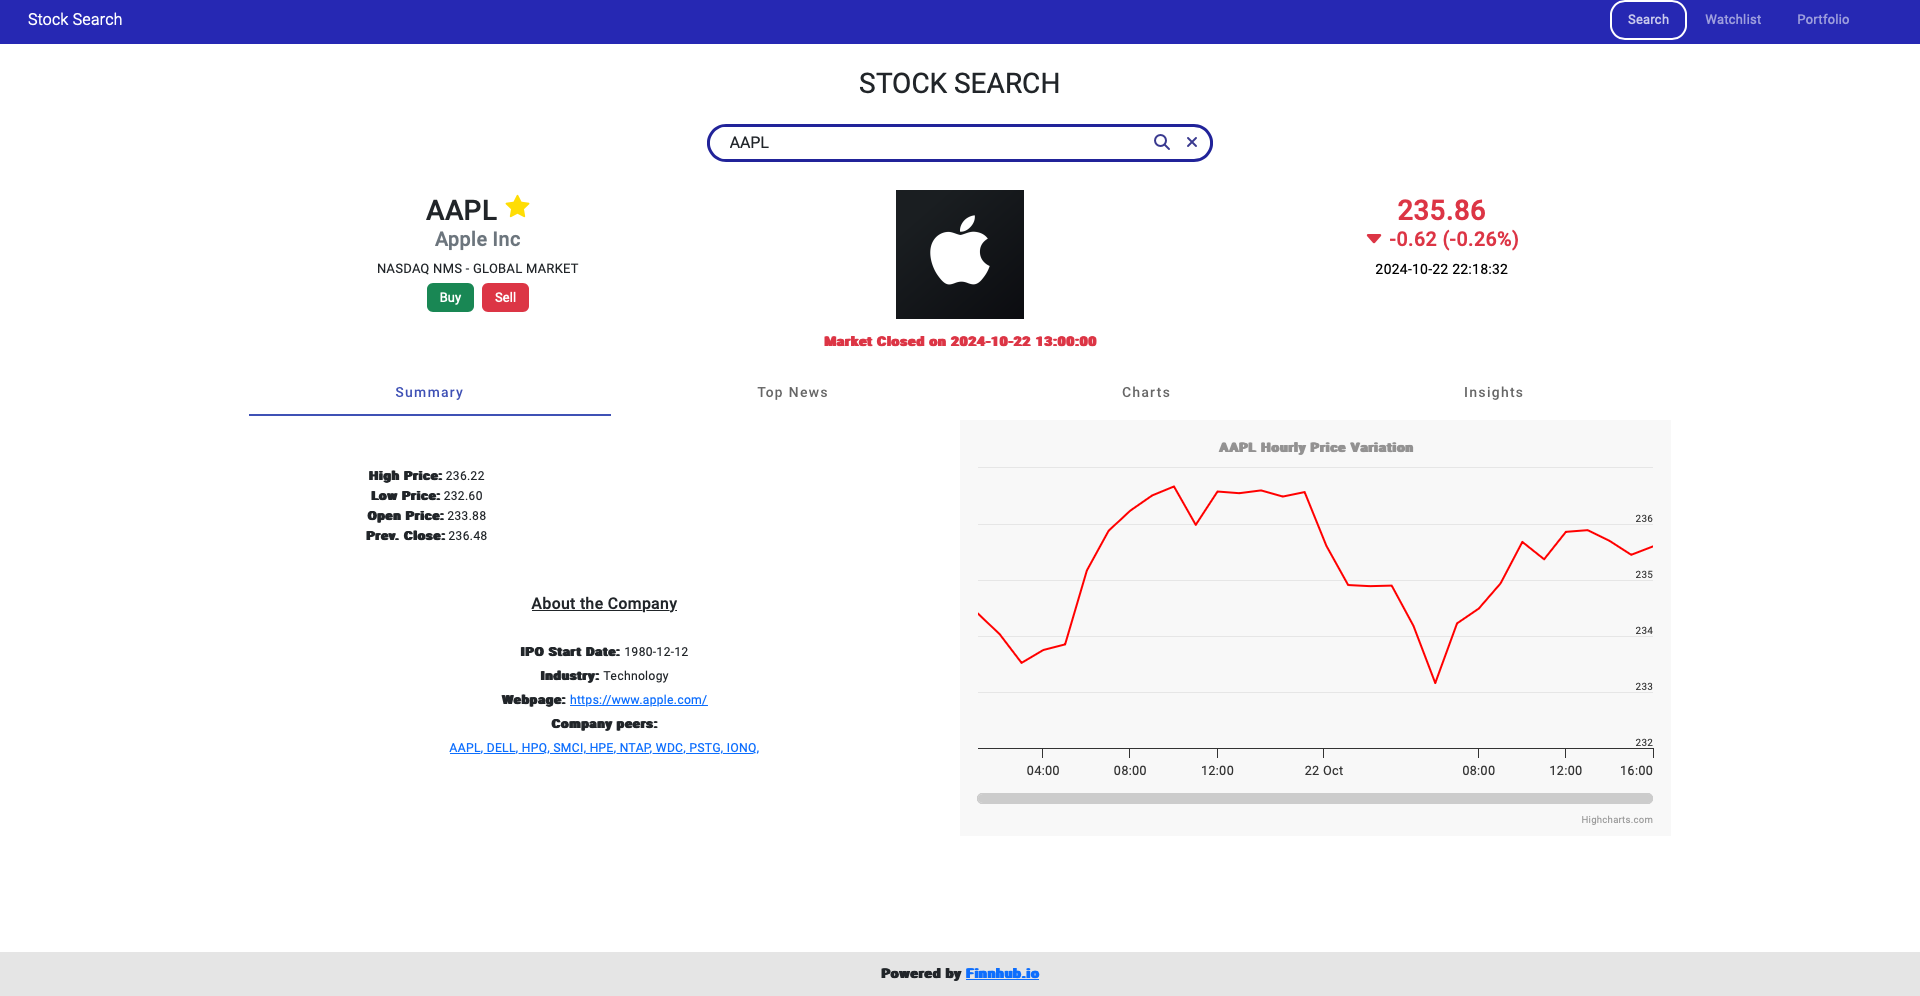 Stock Search
Search Watchlist Portfolio
STOCK SEARCH
AAPL
AAPL
Apple Inc
NASDAQ NMS - GLOBAL MARKET
Buy Sell
235.86
-0.62 (-0.26%)
2024-10-22 22:18:32
Market Closed on 2024-10-22 13:00:00
Summary Top News Charts Insights
High Price: 236.22
Low Price: 232.60
Open Price: 233.88
Prev. Close: 236.48
About the Company
IPO Start Date: 1980-12-12
Industry: Technology
Webpage: https://www.apple.com/
Company peers:
AAPL, DELL, HPQ, SMCI, HPE, NTAP, WDC, PSTG, IONQ,
AAPL Hourly Price Variation
236
235
234
233
232
04:00 08:00 12:00 22 Oct 08:00 12:00 16:00
Highcharts.com
Powered by Finnhub.io